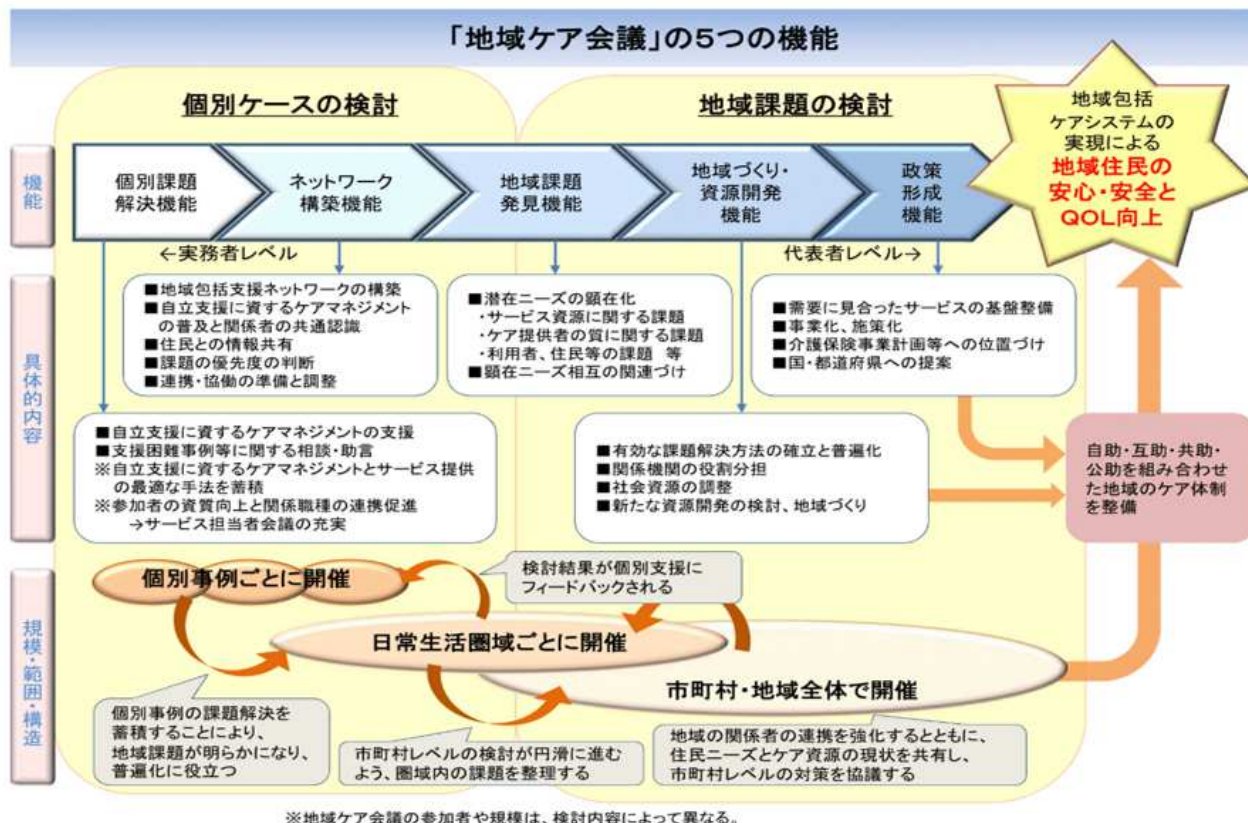 「地域ケア会議」の5つの機能
個別ケースの検討
地域課題の検討
地域包括
ケアシステムの
実現による
地域住民の
安心・安全と
QOL向上
機能
個別課題
解決機能
ネットワーク
構築機能
地域課題
発見機能
地域づくり・
資源開発
機能
政策
形成
機能
←実務者レベル
代表者レベル→
具体的内容
■地域包括支援ネットワークの構築
■自立支援に資するケアマネジメント
の普及と関係者の共通認識
■住民との情報共有
■課題の優先度の判断
■連携・協働の準備と調整
■潜在ニーズの顕在化
・サービス資源に関する課題
・ケア提供者の質に関する課題
・利用者、住民等の課題 等
■顕在ニーズ相互の関連づけ
■需要に見合ったサービスの基盤整備
■事業化、施策化
■介護保険事業計画等への位置づけ
■国・都道府県への提案
■自立支援に資するケアマネジメントの支援
■支援困難事例等に関する相談・助言
※自立支援に資するケアマネジメントとサービス提供
の最適な手法を蓄積
※参加者の資質向上と関係職種の連携促進
→サービス担当者会議の充実
■有効な課題解決方法の確立と普遍化
■関係機関の役割分担
■社会資源の調整
■新たな資源開発の検討、地域づくり
自助・互助・共助・
公助を組み合わせ
た地域のケア体制
を整備
規模・範囲・構造
個別事例ごとに開催
検討結果が個別支援に
フィードバックされる
日常生活圏域ごとに開催
市町村・地域全体で開催
個別事例の課題解決を
蓄積することにより、
地域課題が明らかになり、
普遍化に役立つ
市町村レベルの検討が円滑に進む
よう、圏域内の課題を整理する
地域の関係者の連携を強化するとともに、
住民ニーズとケア資源の現状を共有し、
市町村レベルの対策を協議する
※地域ケア会議の参加者や規模は、検討内容によって異なる。